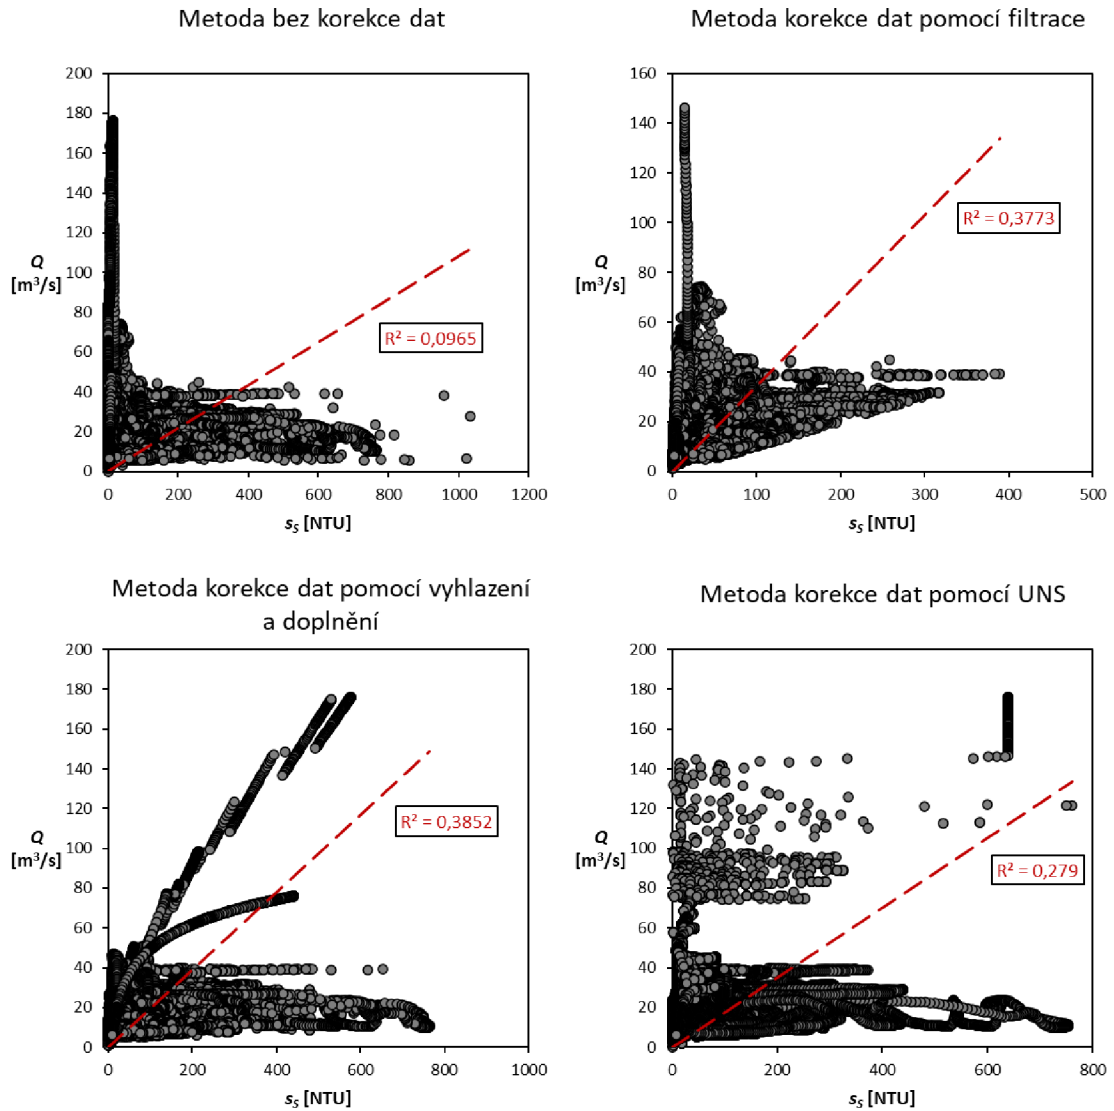 Metoda bez korekce dat
200
180
160
140
120
100
80
60
40
20
0
Q
[m³/s]
R² = 0,0965
0 200 400 600 800 1000 1200
sS [NTU]
Metoda korekce dat pomocí filtrace
160
140
120
100
80
60
40
20
0
Q
[m³/s]
R² = 0,3773
0 100 200 300 400 500
sS [NTU]
Metoda korekce dat pomocí vyhlazení
a doplnění
200
180
160
140
120
100
80
60
40
20
0
Q
[m³/s]
R² = 0,3852
0 200 400 600 800 1000
sS [NTU]
Metoda korekce dat pomocí UNS
200
180
160
140
120
100
80
60
40
20
0
Q
[m³/s]
R² = 0,279
0 200 400 600 800
sS [NTU]